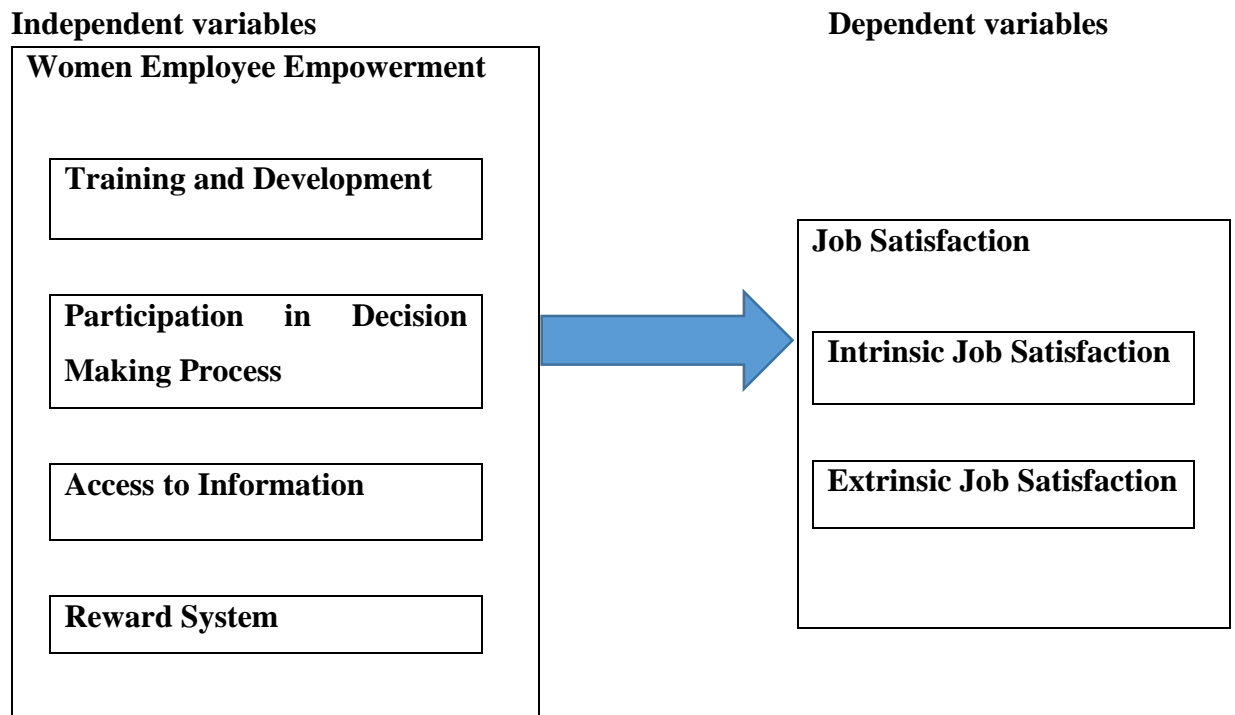 Independent variables
Dependent variables
Women Employee Empowerment
Training and Development
Participation in Decision
Making Process
Access to Information
Reward System
Job Satisfaction
Intrinsic Job Satisfaction
Extrinsic Job Satisfaction